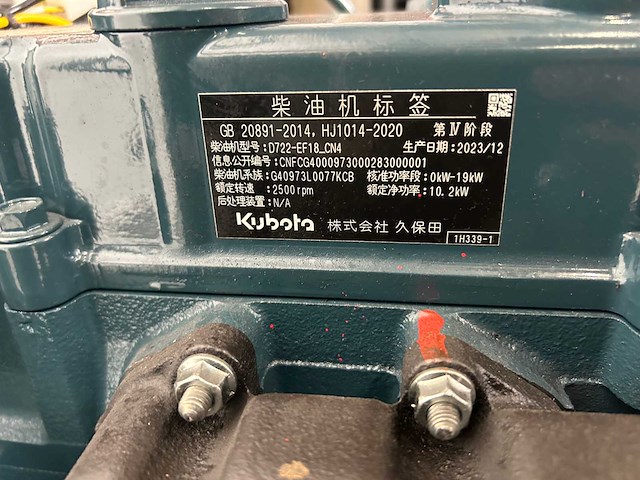 柴油机标签
GB 20891-2014, HJ1014-2020 第Ⅳ阶段
柴油机型号: D722-EF18_CN4 生产日期: 2023/12
信息公开编号: CNFCG4000973000283000001
柴油机系族: G40973L0077KCB 核准功率段: 0kW-19kW
额定转速 : 2500rpm 额定净功率: 10.2kW
后处理装置: N/A
Kubota 株式会社 久保田
1H339-1